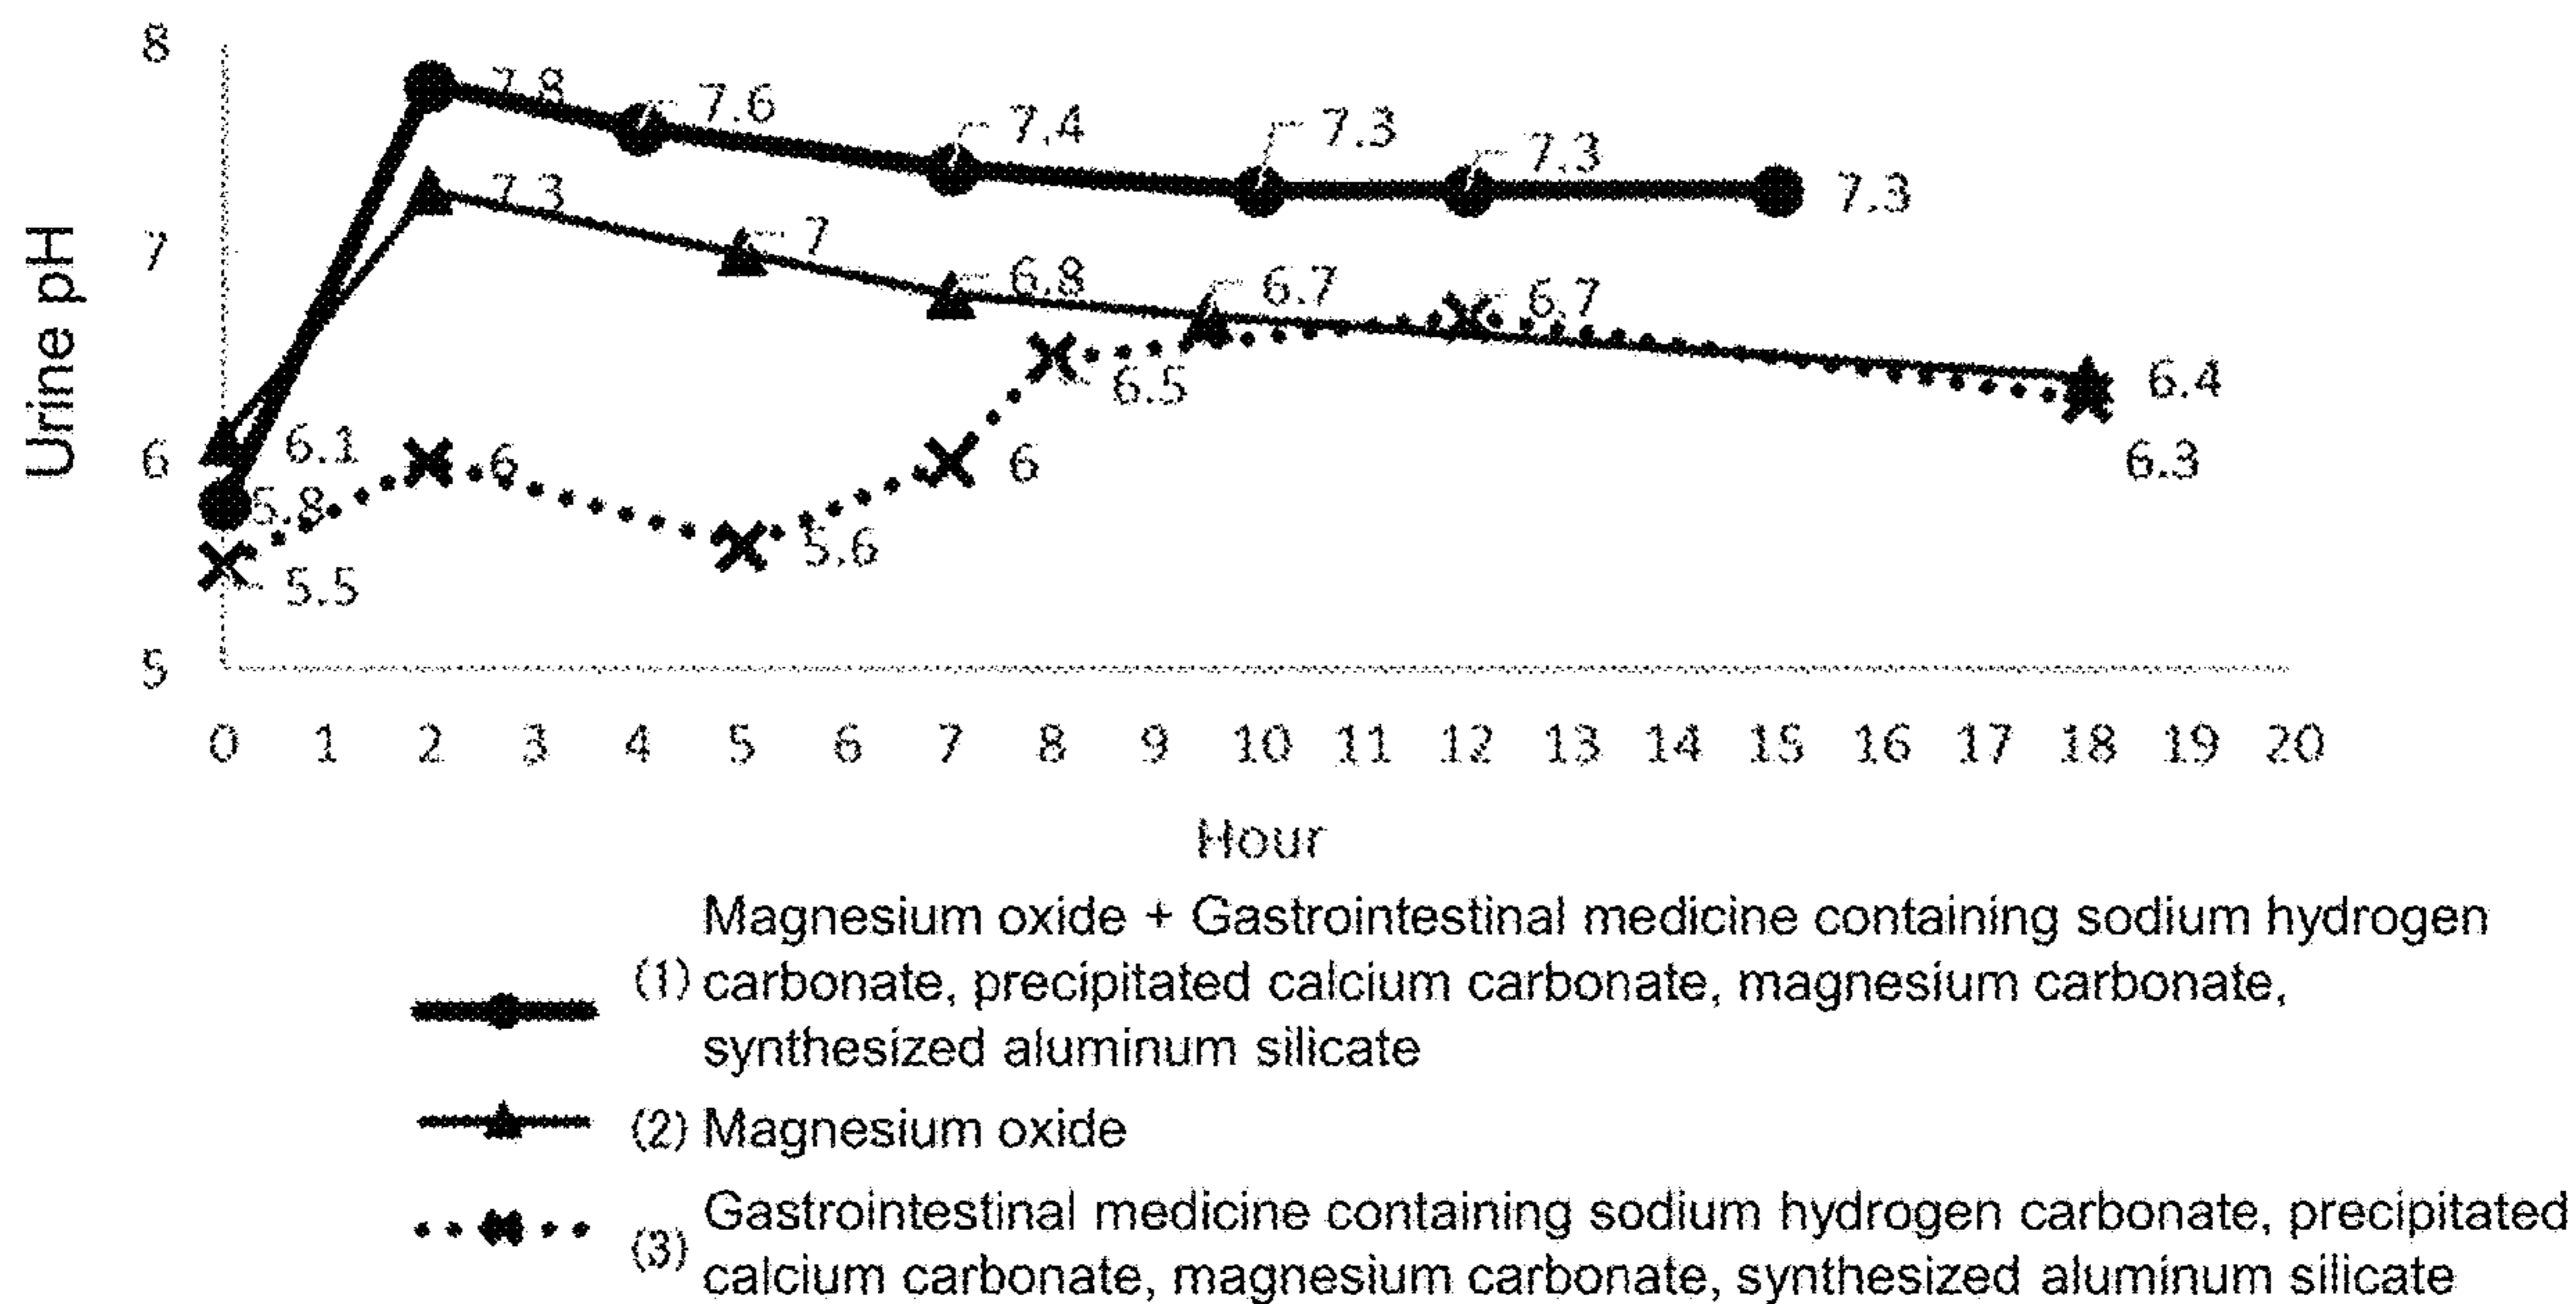 8
7.8
7.6
7.4
7.3
7.3
7.3
7.3
7
7
6.8
6.7
6.7
6.5
6.4
6.3
6
6.1
5.8
6
6
5.6
5.5
5
Urine pH
0 1 2 3 4 5 6 7 8 9 10 11 12 13 14 15 16 17 18 19 20
Hour
(1) Magnesium oxide + Gastrointestinal medicine containing sodium hydrogen
carbonate, precipitated calcium carbonate, magnesium carbonate,
synthesized aluminum silicate
(2) Magnesium oxide
(3) Gastrointestinal medicine containing sodium hydrogen carbonate, precipitated
calcium carbonate, magnesium carbonate, synthesized aluminum silicate